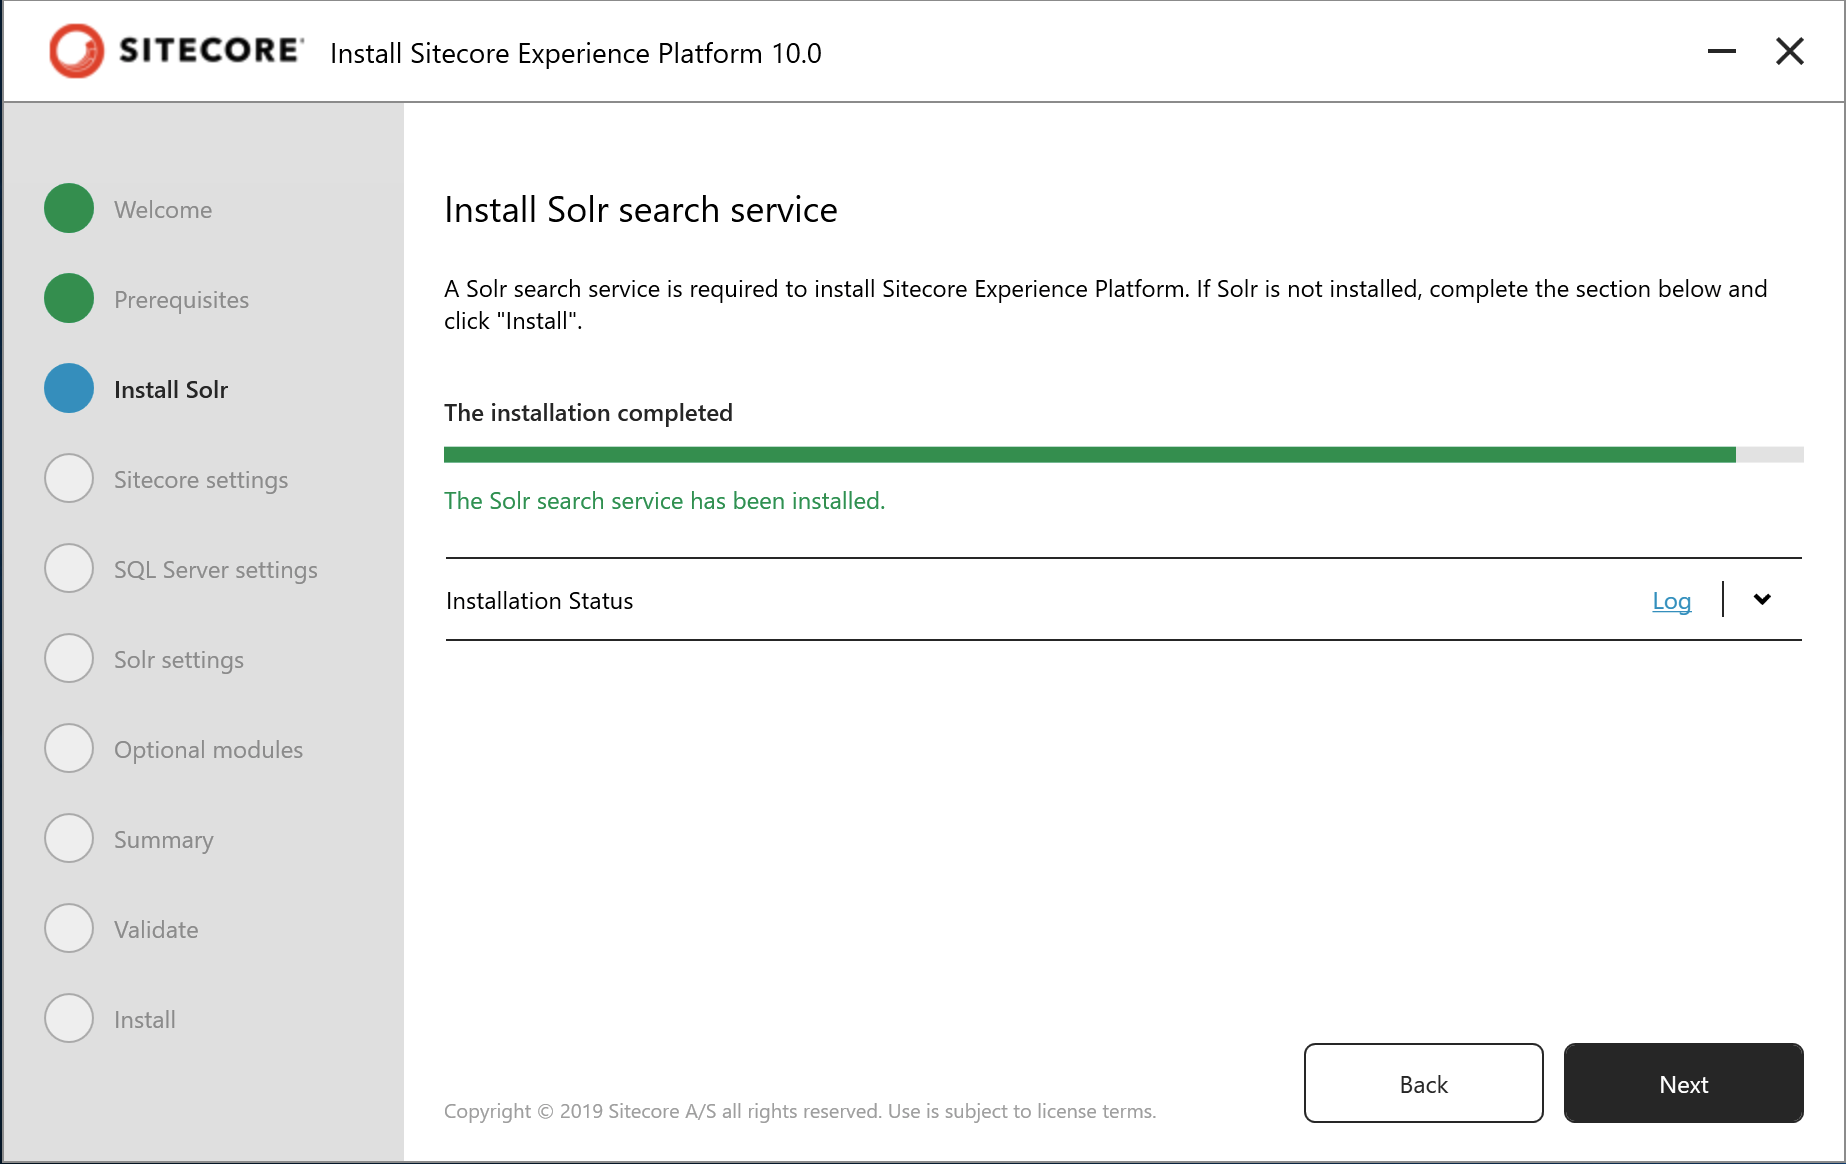 SITECORE Install Sitecore Experience Platform 10.0
Welcome
Prerequisites
Install Solr
Sitecore settings
SQL Server settings
Solr settings
Optional modules
Summary
Validate
Install
Install Solr search service
A Solr search service is required to install Sitecore Experience Platform. If Solr is not installed, complete the section below and
click "Install".
The installation completed
The Solr search service has been installed.
Installation Status Log
Back Next
Copyright © 2019 Sitecore A/S all rights reserved. Use is subject to license terms.